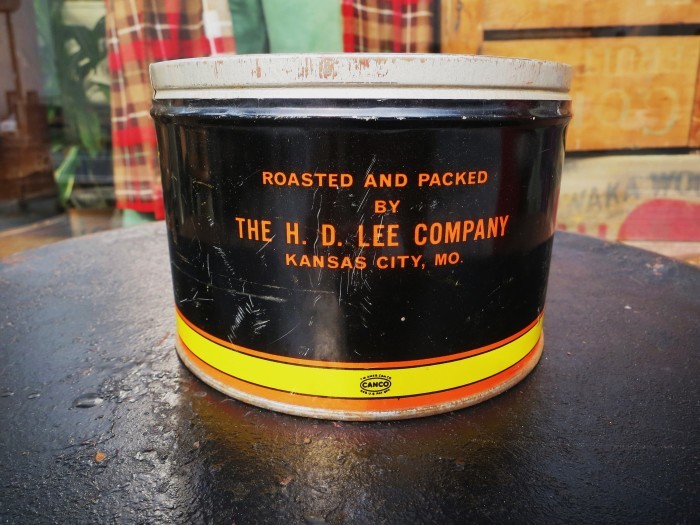 ROASTED AND PACKED
BY
THE H. D. LEE COMPANY
KANSAS CITY, MO.
CANCO